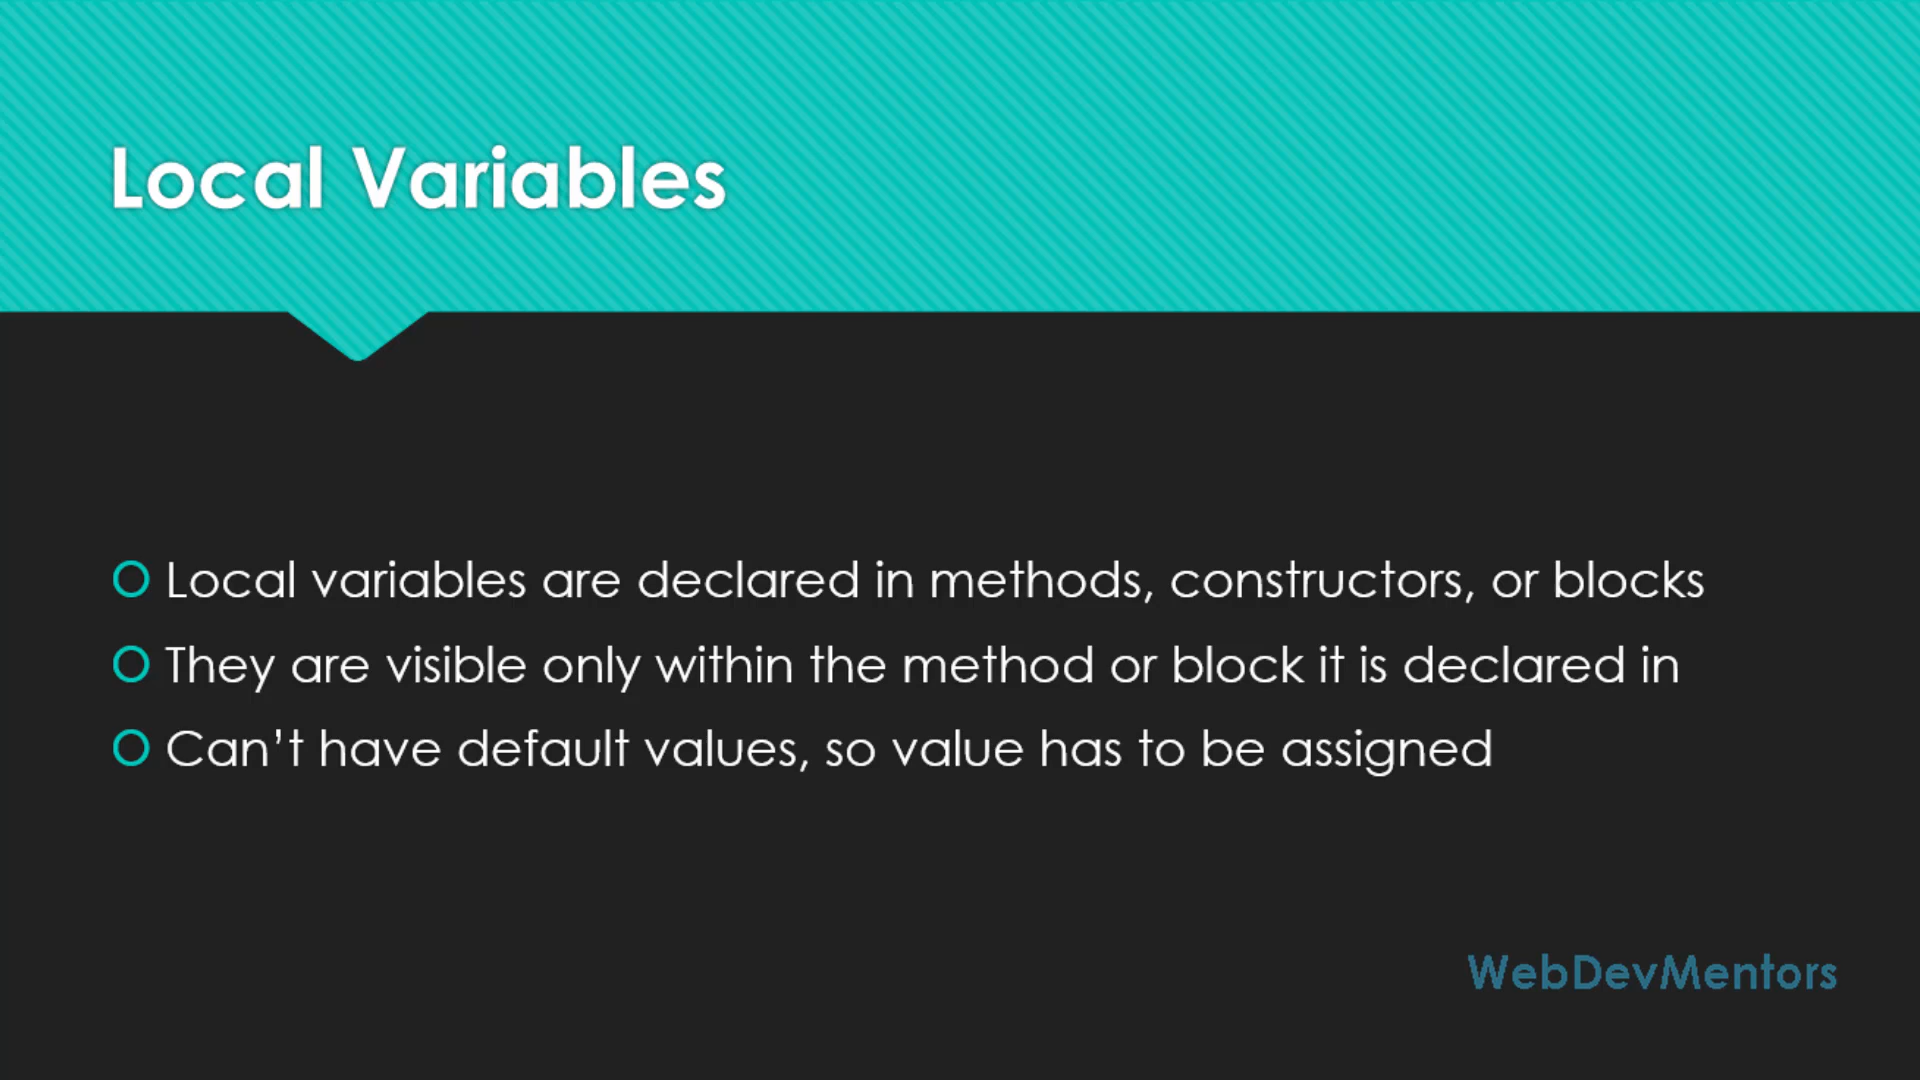 Local Variables
Local variables are declared in methods, constructors, or blocks
They are visible only within the method or block it is declared in
Can’t have default values, so value has to be assigned
WebDevMentors